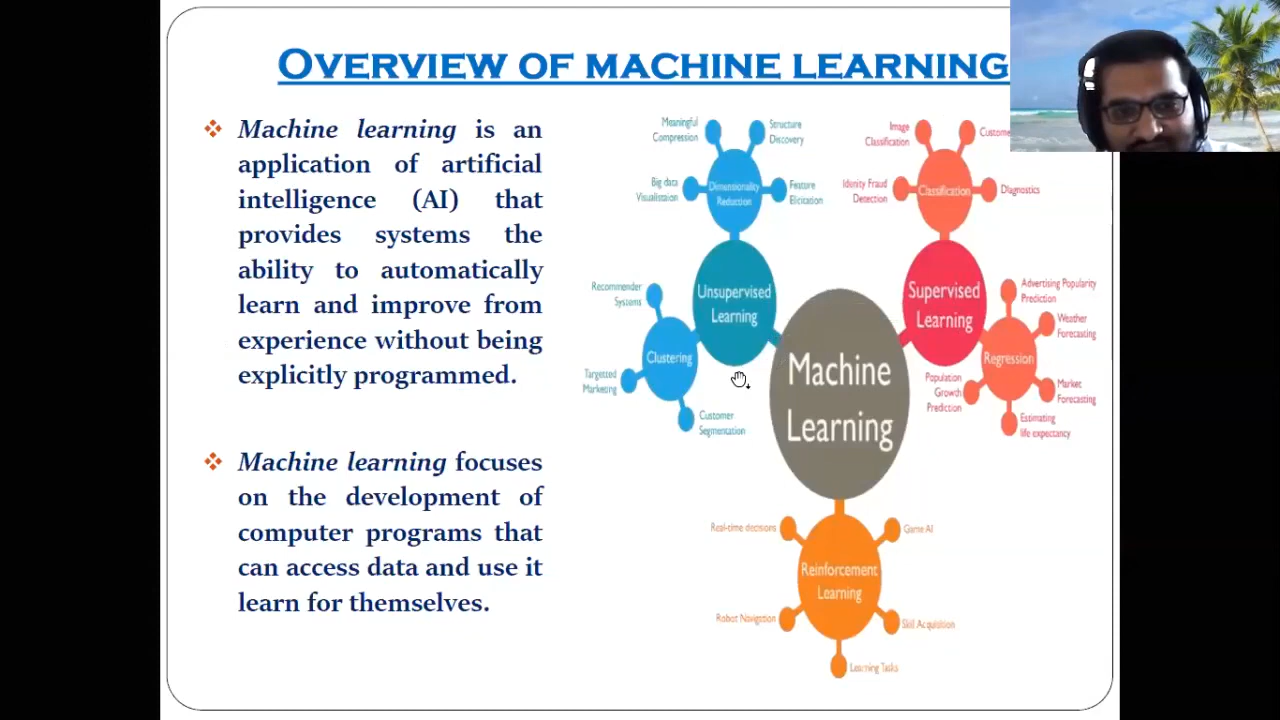 OVERVIEW OF MACHINE LEARNING
Machine learning is an
application of artificial
intelligence (AI) that
provides systems the
ability to automatically
learn and improve from
experience without being
explicitly programmed.
Machine learning focuses
on the development of
computer programs that
can access data and use it
learn for themselves.
Meaningful
Compression
Structure
Discovery
Big data
Visualistaion
Dimensionality
Reduction
Feature
Elicitation
Recommender
Systems
Unsupervised
Learning
Clustering
Targetted
Marketing
Customer
Segmentation
Image
Classification
Idenity Fraud
Detection
Classification
Diagnostics
Supervised
Learning
Advertising Popularity
Prediction
Weather
Forecasting
Regression
Population
Growth
Prediction
Market
Forecasting
Estimating
life expectancy
Machine
Learning
Real-time decisions
Game AI
Reinforcement
Learning
Robot Navigation
Skill Acquisition
Learning Tasks